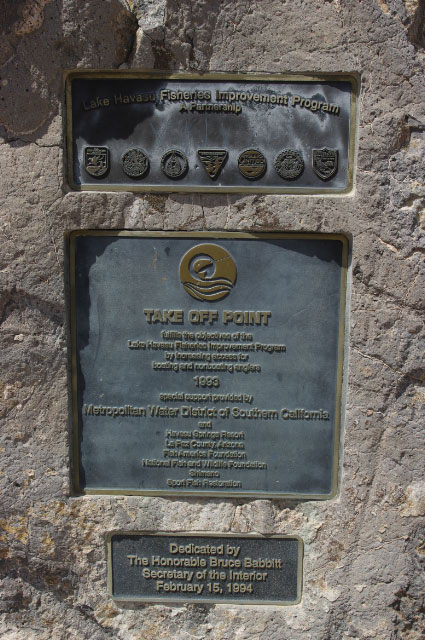 Lake Havasu Fisheries Improvement Program
A Partnership
TAKE OFF POINT
fulfills the objectives of the
Lake Havasu Fisheries Improvement Program
by increasing access for
boating and nonboating anglers
1993
special support provided by
Metropolitan Water District of Southern California
and
Havasu Springs Resort
La Paz County, Arizona
Fish America Foundation
National Fish and Wildlife Foundation
Shimano
Sport Fish Restoration
Dedicated by
The Honorable Bruce Babbitt
Secretary of the Interior
February 15, 1994